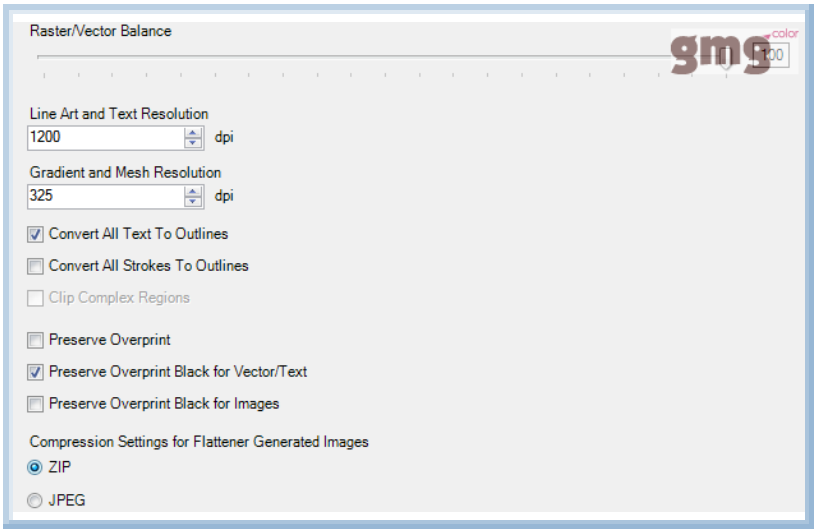 Raster/Vector Balance
gmg color
100
Line Art and Text Resolution
1200 dpi
Gradient and Mesh Resolution
325 dpi
Convert All Text To Outlines
Convert All Strokes To Outlines
Clip Complex Regions
Preserve Overprint
Preserve Overprint Black for Vector/Text
Preserve Overprint Black for Images
Compression Settings for Flattener Generated Images
ZIP
JPEG